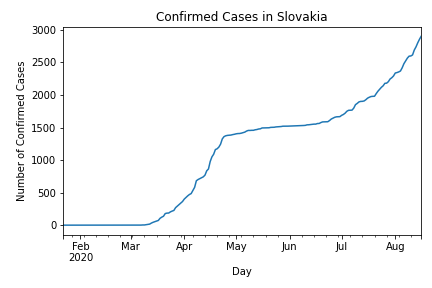 Confirmed Cases in Slovakia
Number of Confirmed Cases
3000
2500
2000
1500
1000
500
0
Feb Mar Apr May Jun Jul Aug
2020
Day